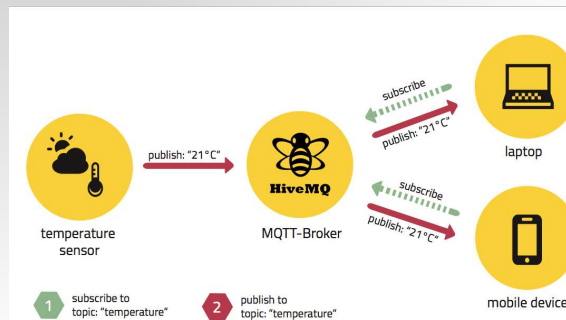 subscribe
publish: "21°C"
laptop
publish: "21°C"
HiveMQ
subscribe
publish: "21°C"
temperature
sensor
MQTT-Broker
mobile device
1
subscribe to
topic: "temperature"
2
publish to
topic: "temperature"